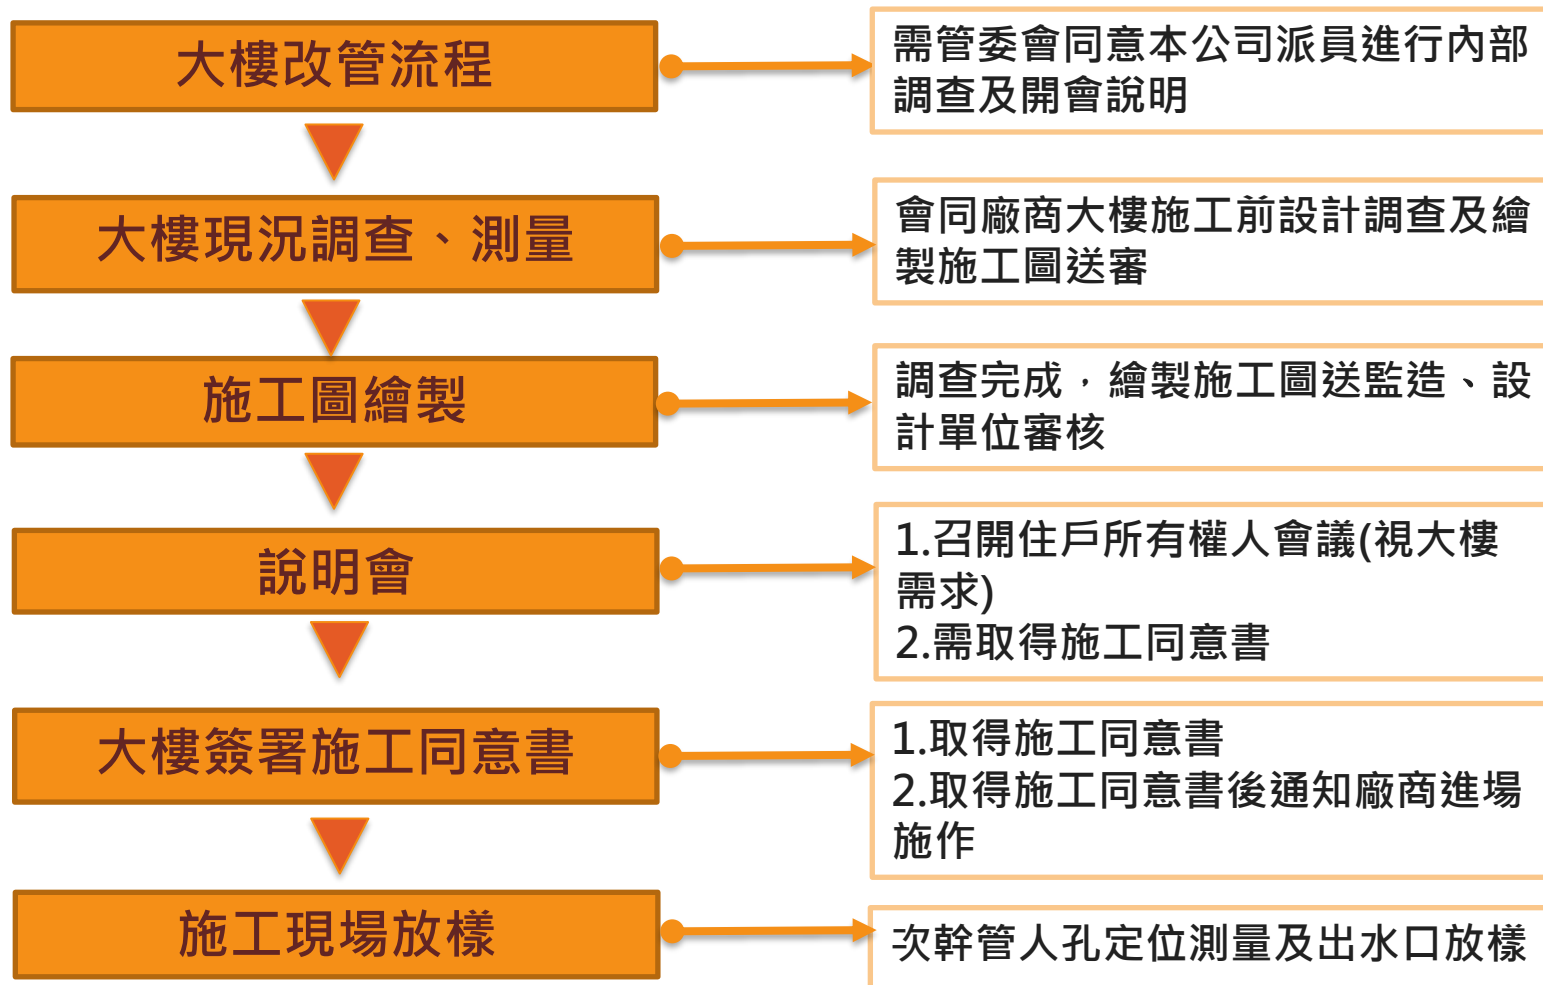 大樓改管流程
需管委會同意本公司派員進行內部
調查及開會說明
大樓現況調查、測量
會同廠商大樓施工前設計調查及繪
製施工圖送審
施工圖繪製
調查完成，繪製施工圖送監造、設
計單位審核
說明會
1.召開住戶所有權人會議(視大樓
需求)
2.需取得施工同意書
大樓簽署施工同意書
1.取得施工同意書
2.取得施工同意書後通知廠商進場
施作
施工現場放樣
次幹管人孔定位測量及出水口放樣